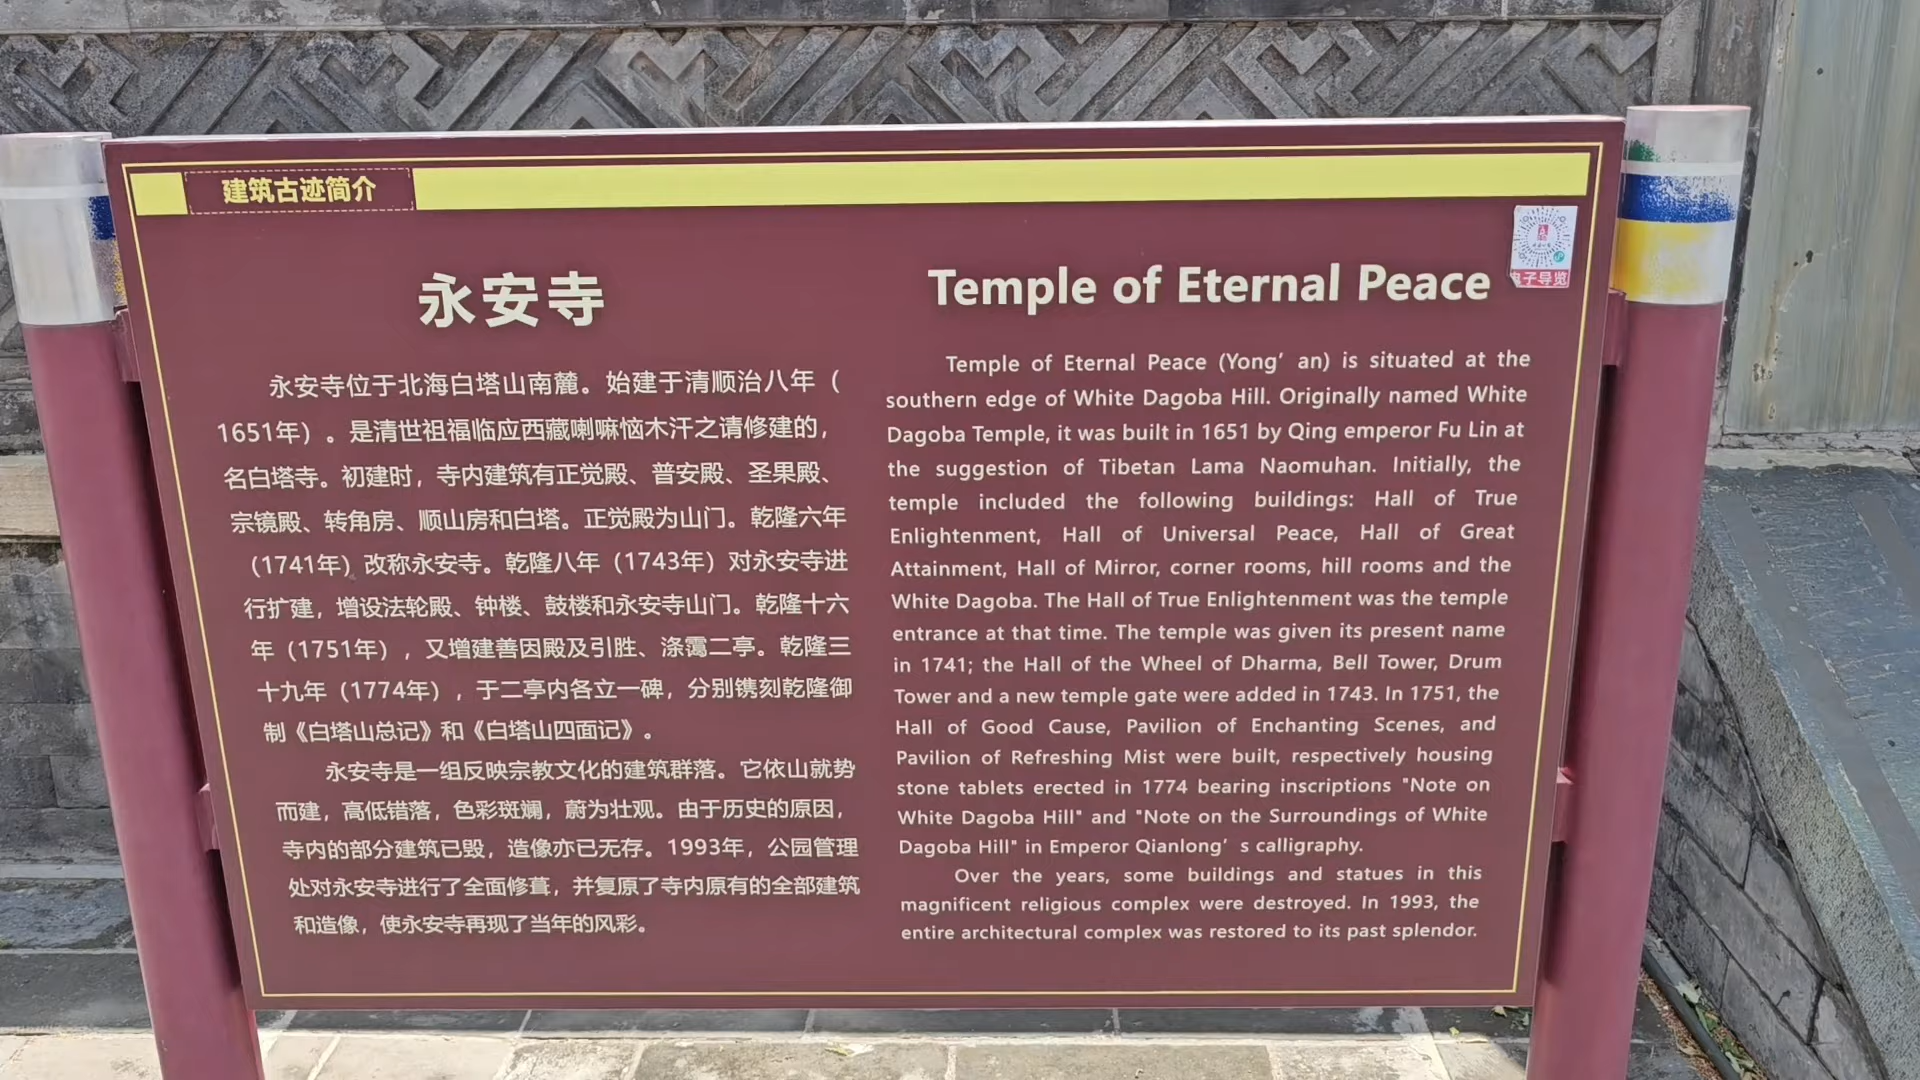 建筑古迹简介
永安寺
永安寺位于北海白塔山南麓。始建于清顺治八年（
1651年）。是清世祖福临应西藏喇嘛恼木汗之请修建的，
名白塔寺。初建时，寺内建筑有正觉殿、普安殿、圣果殿、
宗镜殿、转角房、顺山房和白塔。正觉殿为山门。乾隆六年
（1741年）改称永安寺。乾隆八年（1743年）对永安寺进
行扩建，增设法轮殿、钟楼、鼓楼和永安寺山门。乾隆十六
年（1751年），又增建善因殿及引胜、涤霭二亭。乾隆三
十九年（1774年），于二亭内各立一碑，分别镌刻乾隆御
制《白塔山总记》和《白塔山四面记》。
永安寺是一组反映宗教文化的建筑群落。它依山就势
而建，高低错落，色彩斑斓，蔚为壮观。由于历史的原因，
寺内的部分建筑已毁，造像亦已无存。1993年，公园管理
处对永安寺进行了全面修葺，并复原了寺内原有的全部建筑
和造像，使永安寺再现了当年的风彩。
Temple of Eternal Peace
Temple of Eternal Peace (Yong’ an) is situated at the
southern edge of White Dagoba Hill. Originally named White
Dagoba Temple, it was built in 1651 by Qing emperor Fu Lin at
the suggestion of Tibetan Lama Naomuhan. Initially, the
temple included the following buildings: Hall of True
Enlightenment, Hall of Universal Peace, Hall of Great
Attainment, Hall of Mirror, corner rooms, hill rooms and the
White Dagoba. The Hall of True Enlightenment was the temple
entrance at that time. The temple was given its present name
in 1741; the Hall of the Wheel of Dharma, Bell Tower, Drum
Tower and a new temple gate were added in 1743. In 1751, the
Hall of Good Cause, Pavilion of Enchanting Scenes, and
Pavilion of Refreshing Mist were built, respectively housing
stone tablets erected in 1774 bearing inscriptions "Note on
White Dagoba Hill" and "Note on the Surroundings of White
Dagoba Hill" in Emperor Qianlong’ s calligraphy.
Over the years, some buildings and statues in this
magnificent religious complex were destroyed. In 1993, the
entire architectural complex was restored to its past splendor.
电子导览